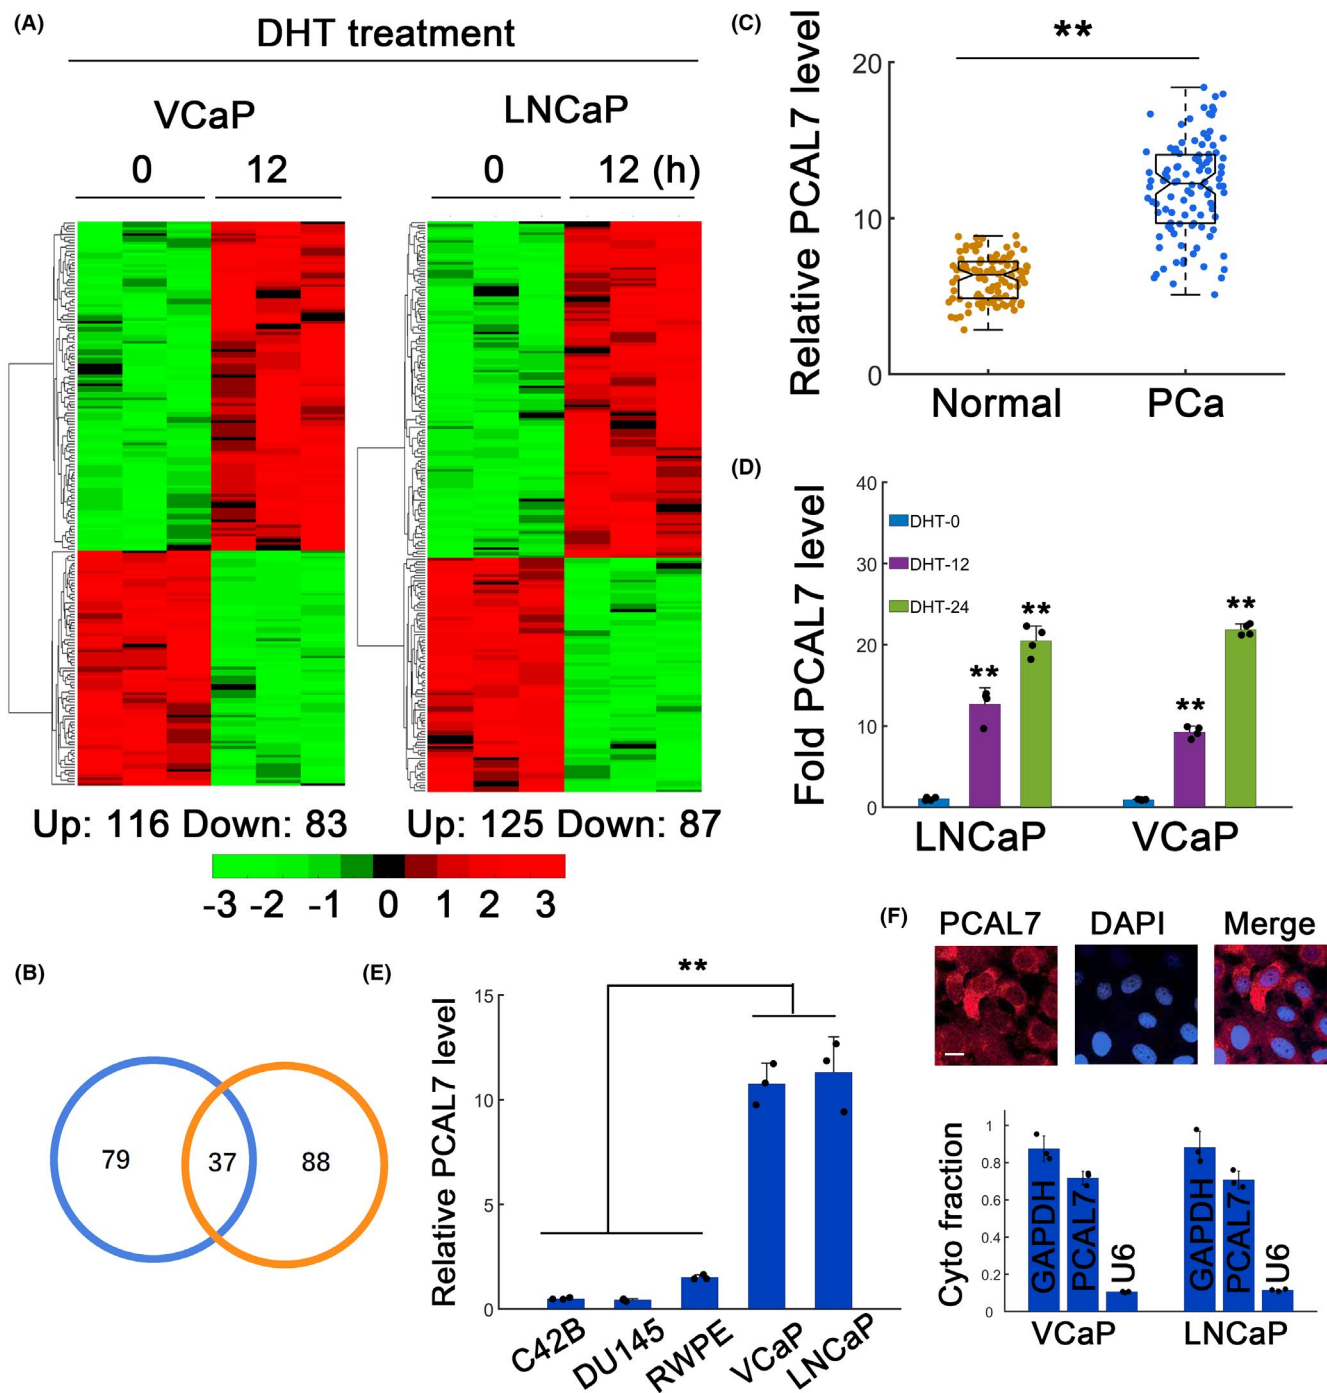 (A)
DHT treatment
VCaP
LNCaP
0
12
0
12 (h)
Up: 116 Down: 83
Up: 125 Down: 87
-3 -2 -1 0 1 2 3
(B)
79
37
88
(C)
**
Relative PCAL7 level
20
10
0
Normal
PCa
(D)
Fold PCAL7 level
40
30
20
10
0
DHT-0
DHT-12
DHT-24
**
**
**
**
LNCaP
VCaP
(E)
**
Relative PCAL7 level
15
10
5
0
C42B
DU145
RWPE
VCaP
LNCaP
(F)
PCAL7
DAPI
Merge
Cyto fraction
1
0.8
0.6
0.4
0.2
0
GAPDH
PCAL7
U6
GAPDH
PCAL7
U6
VCaP
LNCaP